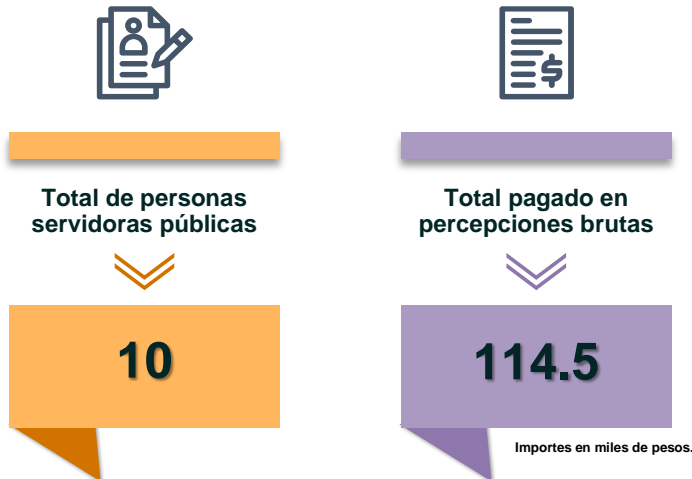 Total de personas
servidoras públicas
10
Total pagado en
percepciones brutas
114.5
Importes en miles de pesos.